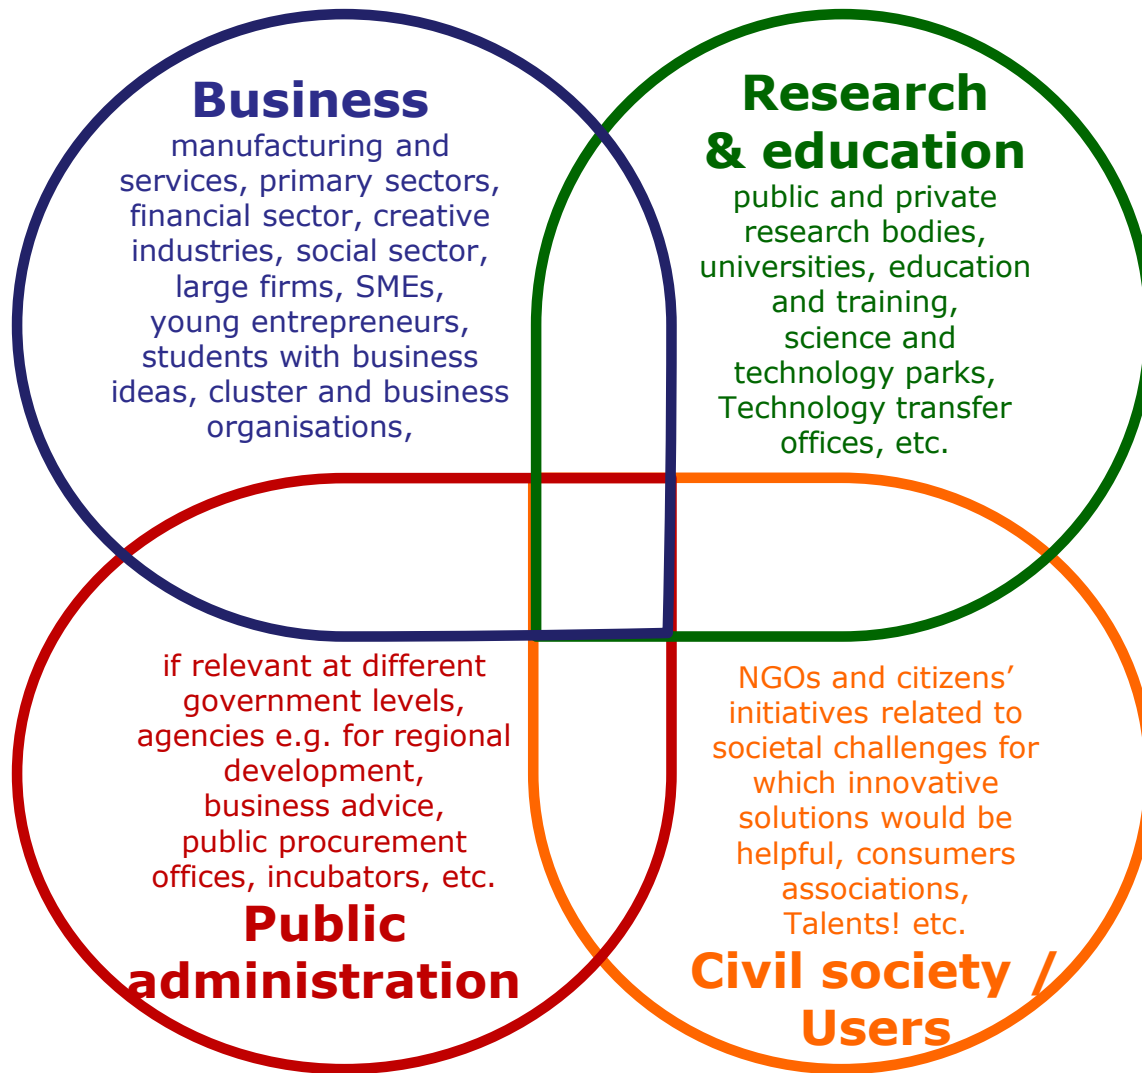 Business
manufacturing and
services, primary sectors,
financial sector, creative
industries, social sector,
large firms, SMEs,
young entrepreneurs,
students with business
ideas, cluster and business
organisations,
Research
& education
public and private
research bodies,
universities, education
and training,
science and
technology parks,
Technology transfer
offices, etc.
if relevant at different
government levels,
agencies e.g. for regional
development,
business advice,
public procurement
offices, incubators, etc.
Public
administration
NGOs and citizens’
initiatives related to
societal challenges for
which innovative
solutions would be
helpful, consumers
associations,
Talents! etc.
Civil society /
Users